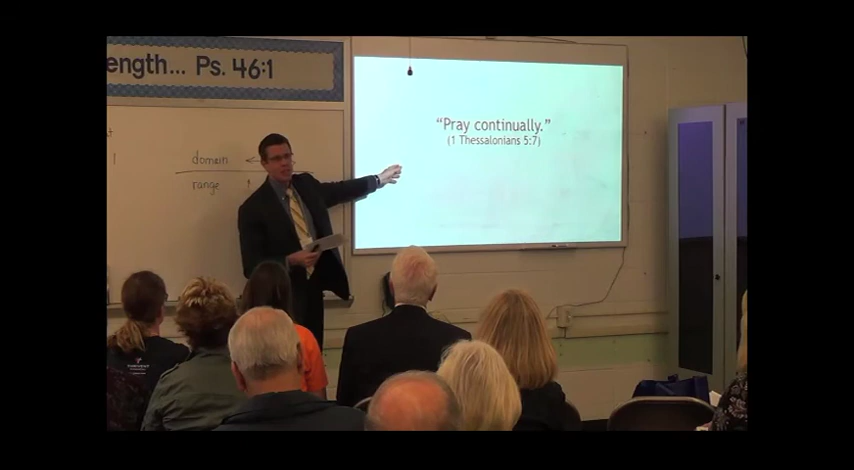 ength... Ps. 46:1
domain
range
"Pray continually."
(1 Thessalonians 5:7)